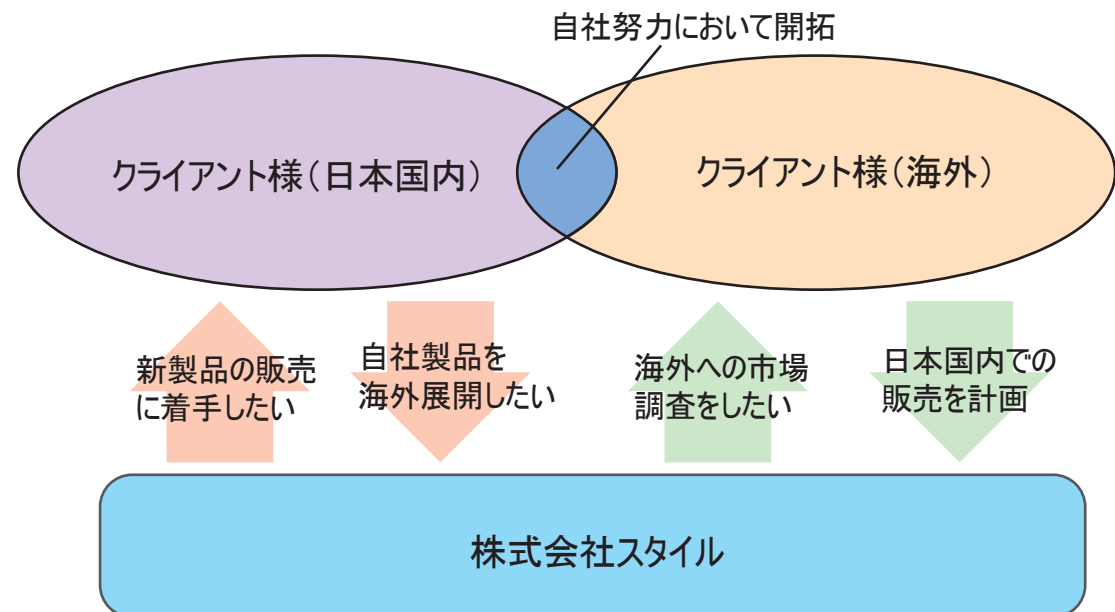 自社努力において開拓
クライアント様（日本国内）
クライアント様（海外）
新製品の販売
に着手したい
自社製品を
海外展開したい
海外への市場
調査をしたい
日本国内での
販売を計画
株式会社スタイル